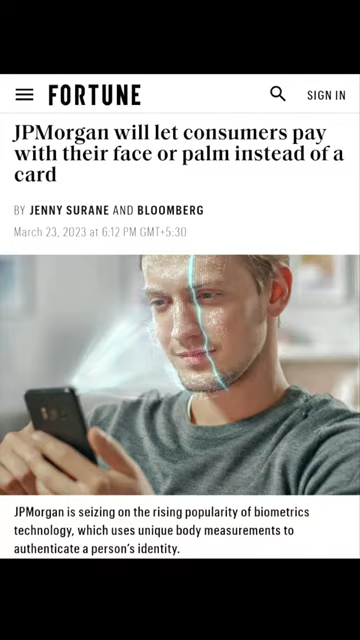 FORTUNE
SIGN IN
JPMorgan will let consumers pay
with their face or palm instead of a
card
BY JENNY SURANE AND BLOOMBERG
March 23, 2023 at 6:12 PM GMT+5:30
JPMorgan is seizing on the rising popularity of biometrics
technology, which uses unique body measurements to
authenticate a person's identity.